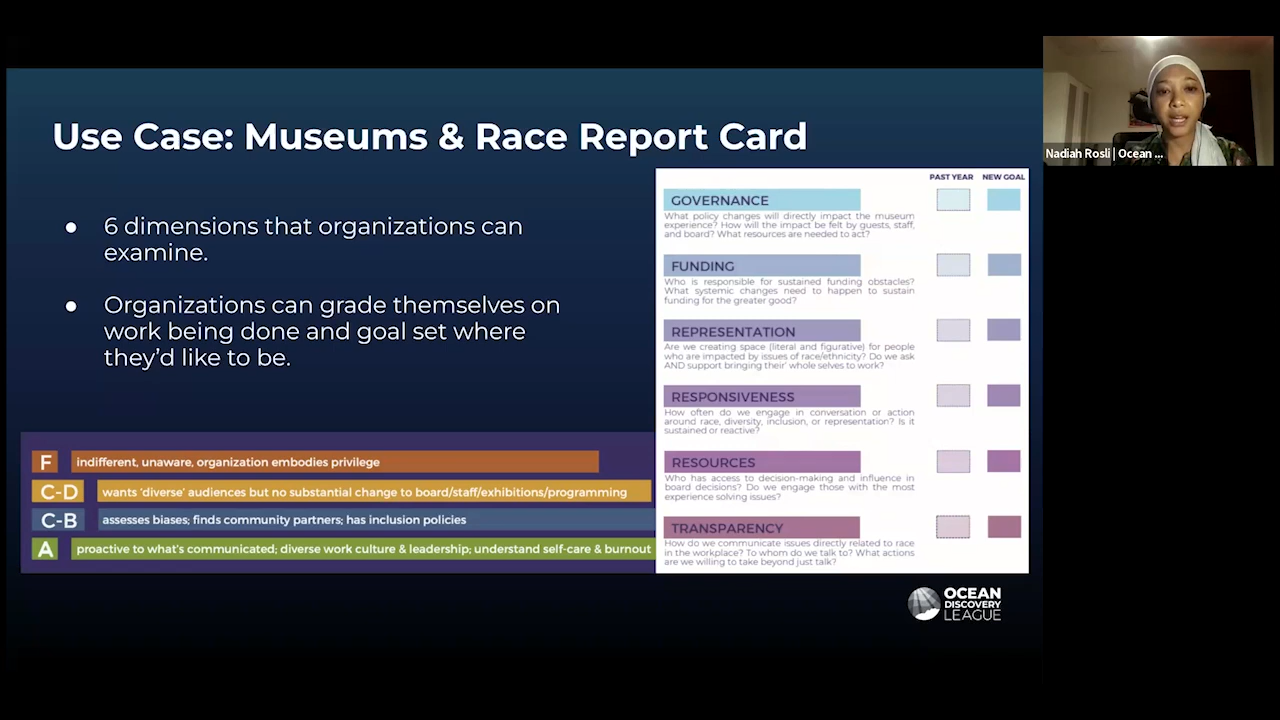 Use Case: Museums & Race Report Card
● 6 dimensions that organizations can
examine.
● Organizations can grade themselves on
work being done and goal set where
they'd like to be.
F indifferent, unaware, organization embodies privilege
C-D wants 'diverse' audiences but no substantial change to board/staff/exhibitions/programming
C-B assesses biases; finds community partners; has inclusion policies
A proactive to what's communicated; diverse work culture & leadership; understand self-care & burnout
PAST YEAR NEW GOAL
GOVERNANCE
What policy changes will directly impact the museum
experience? How will the impact be felt by guests, staff,
and board? What resources are needed to act?
FUNDING
Who is responsible for sustained funding obstacles?
What systemic changes need to happen to sustain
funding for the greater good?
REPRESENTATION
Are we creating space (literal and figurative) for people
who are impacted by issues of race/ethnicity? Do we ask
AND support bringing their' whole selves to work?
RESPONSIVENESS
How often do we engage in conversation or action
around race, diversity, inclusion, or representation? Is it
sustained or reactive?
RESOURCES
Who has access to decision-making and influence in
board decisions? Do we engage those with the most
experience solving issues?
TRANSPARENCY
How do we communicate issues directly related to race
in the workplace? To whom do we talk to? What actions
are we willing to take beyond just talk?
OCEAN
DISCOVERY
LEAGUE
Nadiah Rosli | Ocean ...